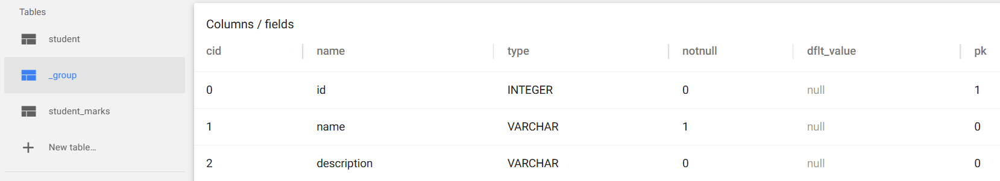 Tables
student
_group
student_marks
New table...
Columns / fields
cid name type notnull dflt_value pk
0 id INTEGER 0 null 1
1 name VARCHAR 1 null 0
2 description VARCHAR 0 null 0